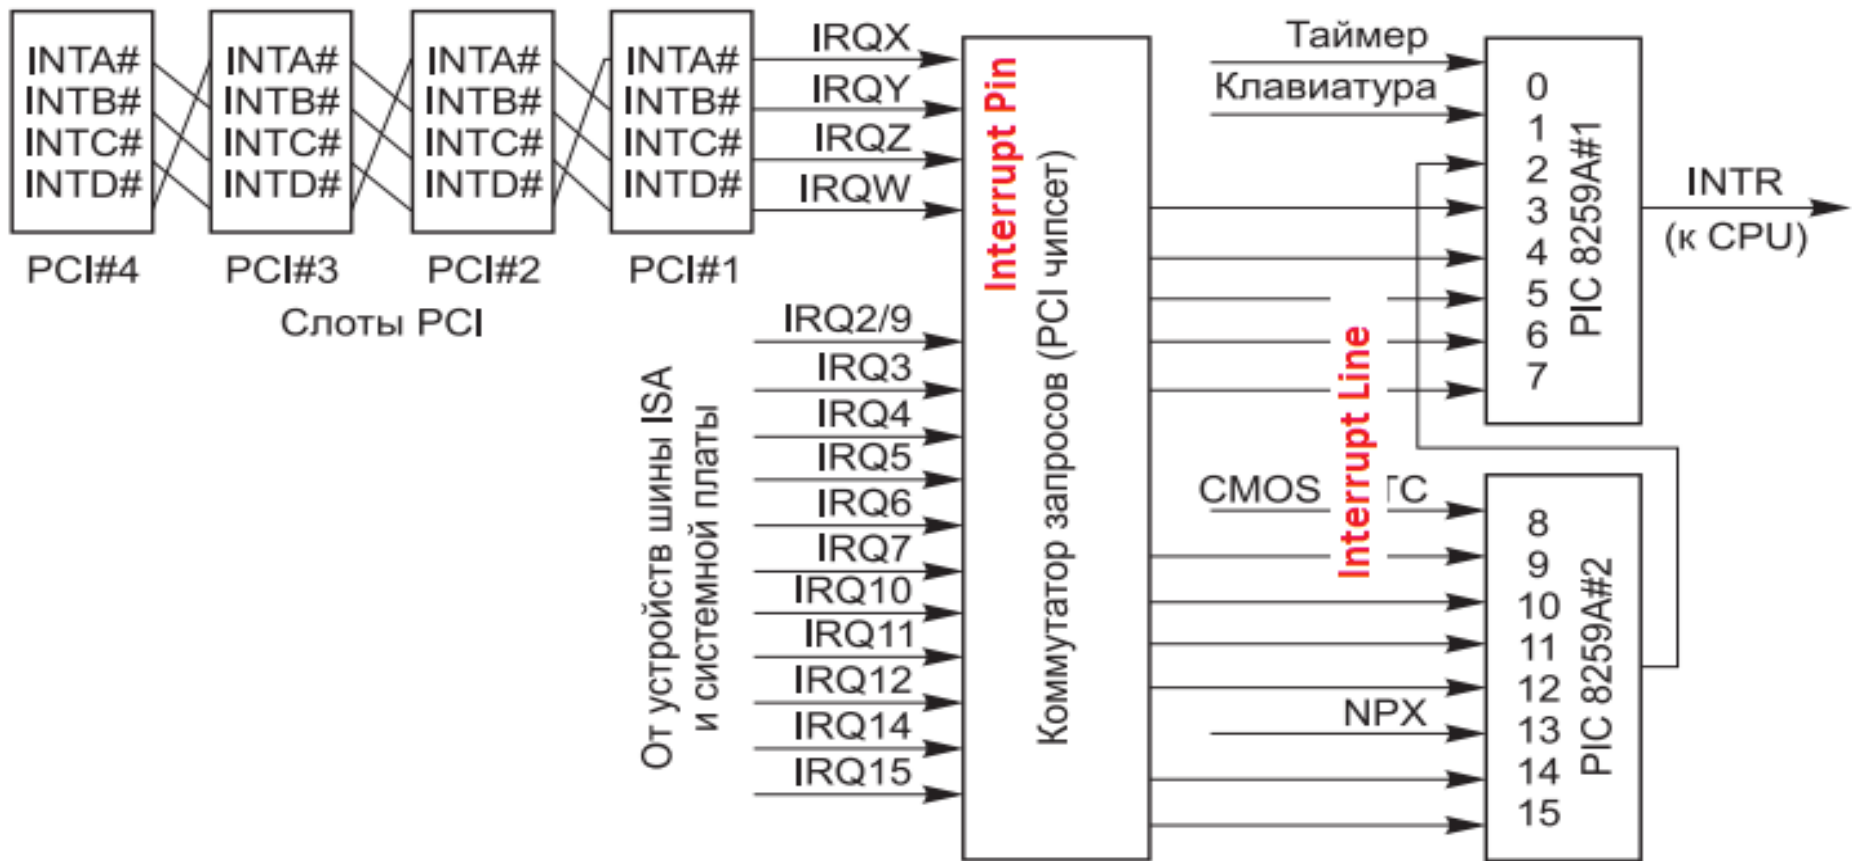 INTA#
INTB#
INTC#
INTD#
PCI#4
INTA#
INTB#
INTC#
INTD#
PCI#3
INTA#
INTB#
INTC#
INTD#
PCI#2
INTA#
INTB#
INTC#
INTD#
PCI#1
Слоты PCI
IRQX
IRQY
IRQZ
IRQW
От устройств шины ISA
и системной платы
IRQ2/9
IRQ3
IRQ4
IRQ5
IRQ6
IRQ7
IRQ10
IRQ11
IRQ12
IRQ14
IRQ15
Interrupt Pin
Коммутатор запросов (PCI чипсет)
Таймер
Клавиатура
Interrupt Line
CMOS
TC
NPX
0
1
2
3
4
5
6
7
PIC 8259A#1
INTR
(к CPU)
8
9
10
11
12
13
14
15
PIC 8259A#2